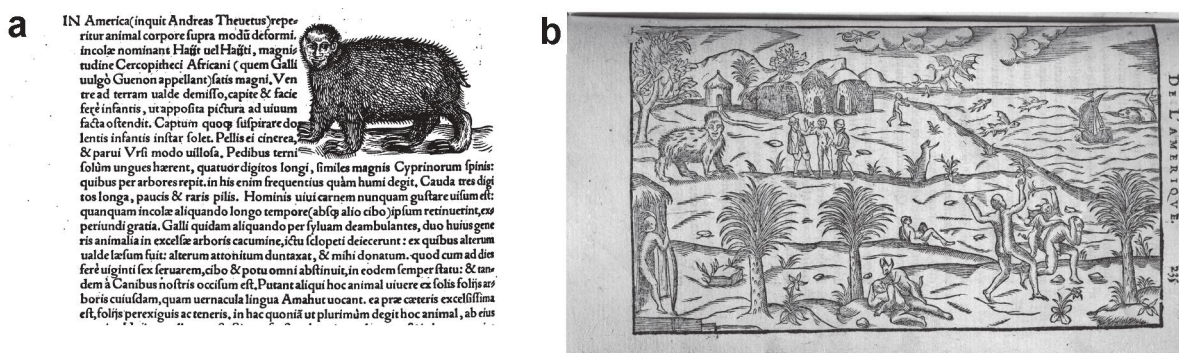 a
IN America (inquit Andreas Theuetus) repe-
ritur animal corpore supra modũ deformi,
incolæ nominant Haüt uel Haüti, magni-
tudine Cercopitheci Africani (quem Galli
uulgò Guenon appellant) satis magni. Ven
tre ad terram ualde demisso, capite & facie
ferè infantis, ut apposita pictura ad uiuum
facta ostendit. Captum quoqꝫ suspirare do
lentis infantis instar solet. Pellis ei cinerea,
& parui Vrsi modo uillosa. Pedibus terni
solùm ungues hærent, quatuor digitos longi, similes magnis Cyprinorum spinis:
quibus per arbores repit. in his enim frequentius quàm humi degit. Cauda tres digi
tos longa, paucis & raris pilis. Hominis uiui carnem nunquam gustare uisum est:
quanquam incolæ aliquando longo tempore (absqꝫ alio cibo) ipsum retinuerint, ex-
periundi gratia. Galli quidam aliquando per syluam deambulantes, duo huius gene
ris animalia in excelsæ arboris cacumine, ictu sclopeti deiecerunt: ex quibus alterum
ualde læsum fuit: alterum attonitum duntaxat, & mihi donatum. quod cum ad dies
ferè uiginti sex seruarem, cibo & potu omni abstinuit, in eodem semper statu: & tan-
dem à Canibus nostris occisum est. Putant aliqui hoc animal uiuere ex solis folijs ar-
boris cuiusdam, quam uernacula lingua Amahut uocant. ea præ cæteris excelsissima
est, folijs perexiguis ac teneris, in hac quoniã ut plurimùm degit hoc animal, ab eius
b
DE L'AMERIQVE.
235